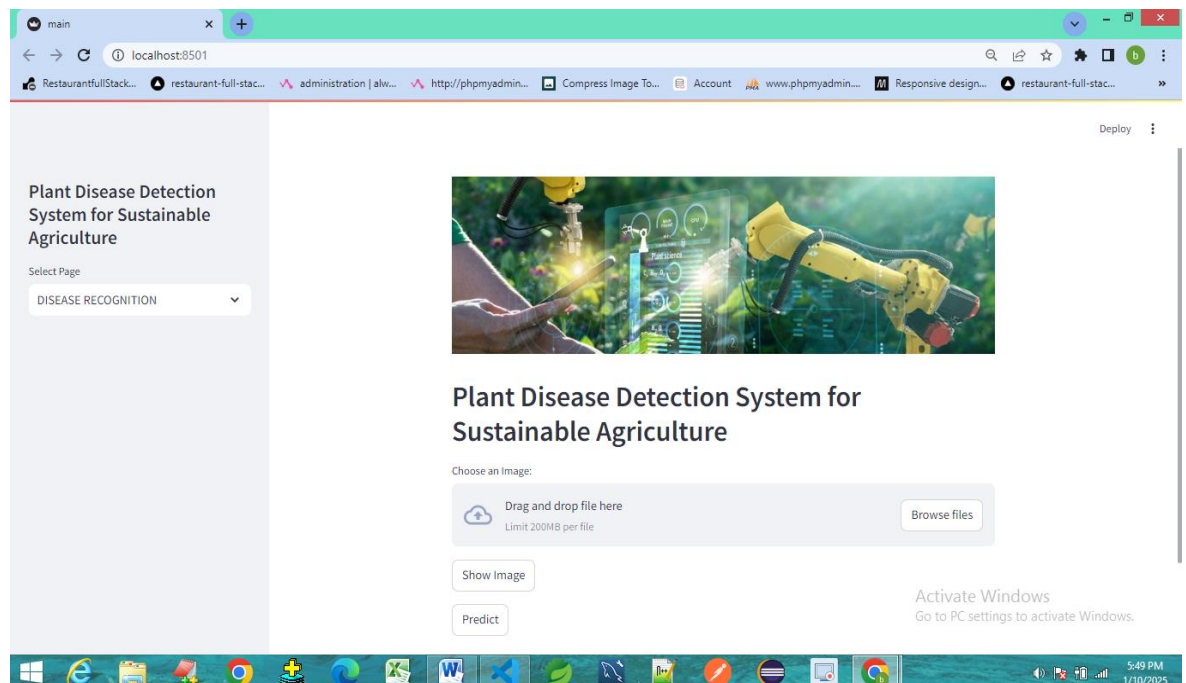 main
localhost:8501
RestaurantfullStack...
restaurant-full-stac...
administration | alw...
http://phpmyadmin...
Compress Image To...
Account
www.phpmyadmin....
Responsive design...
restaurant-full-stac...
»
Deploy
Plant Disease Detection
System for Sustainable
Agriculture
Select Page
DISEASE RECOGNITION
Plant Disease Detection System for
Sustainable Agriculture
Choose an Image:
Drag and drop file here
Limit 200MB per file
Browse files
Show Image
Predict
Activate Windows
Go to PC settings to activate Windows.
5:49 PM
1/10/2025